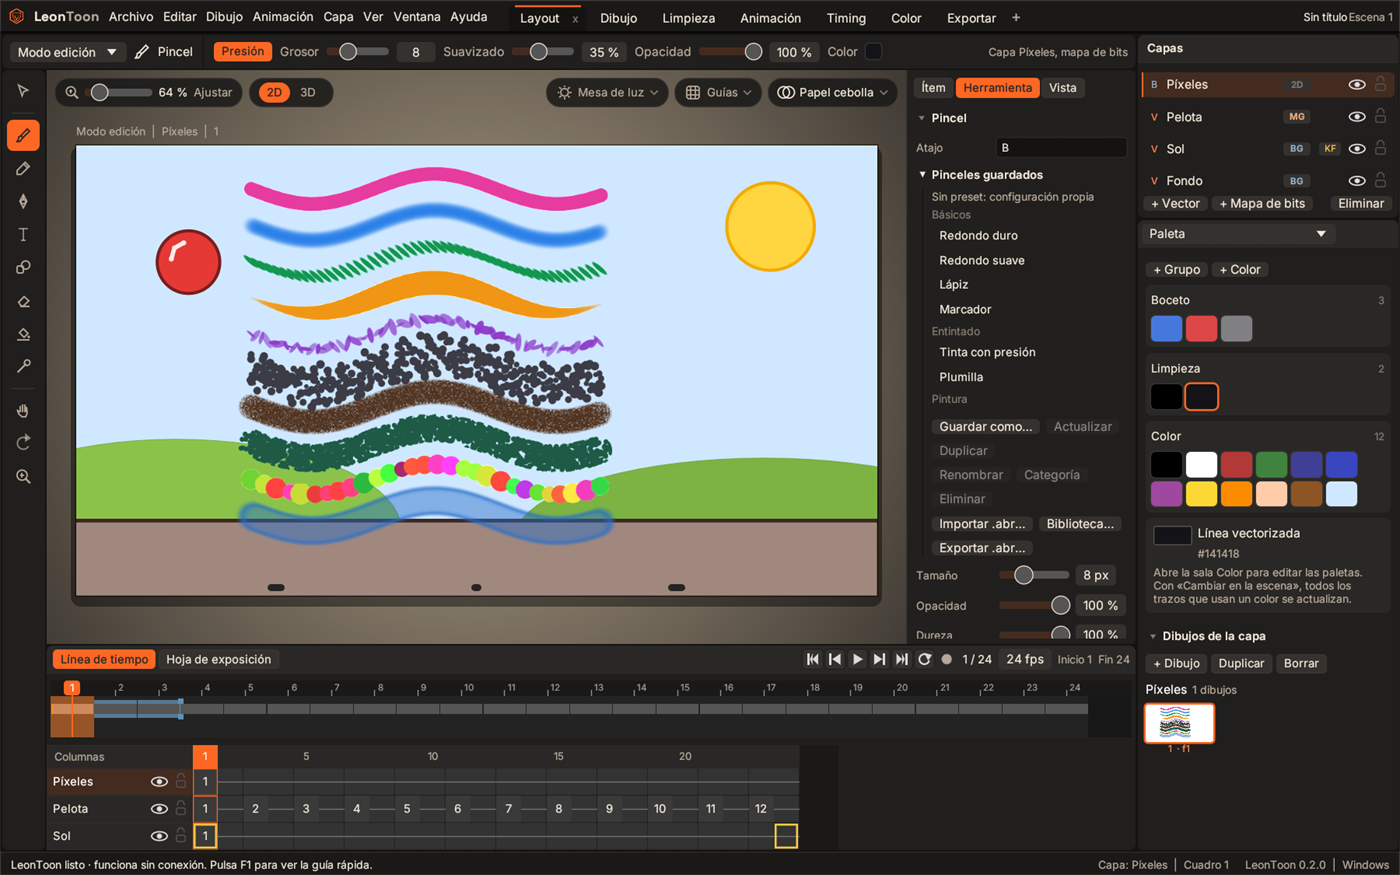 LeonToon Archivo Editar Dibujo Animación Capa Ver Ventana Ayuda Layout x Dibujo Limpieza Animación Timing Color Exportar + Sin título Escena 1
Modo edición Pincel Presión Grosor 8 Suavizado 35 % Opacidad 100 % Color Capa Píxeles, mapa de bits
64 % Ajustar 2D 3D Mesa de luz Guías Papel cebolla
Modo edición | Píxeles | 1
Ítem Herramienta Vista
Pincel
Atajo B
Pinceles guardados
Sin preset: configuración propia
Básicos
Redondo duro
Redondo suave
Lápiz
Marcador
Entintado
Tinta con presión
Plumilla
Pintura
Guardar como... Actualizar
Duplicar
Renombrar Categoría
Eliminar
Importar .abr... Biblioteca...
Exportar .abr...
Tamaño 8 px
Opacidad 100 %
Dureza 100 %
Capas
B Píxeles 2D
V Pelota MG
V Sol BG KF
V Fondo BG
+ Vector + Mapa de bits Eliminar
Paleta
+ Grupo + Color
Boceto 3
Limpieza 2
Color 12
Línea vectorizada
#141418
Abre la sala Color para editar las paletas.
Con «Cambiar en la escena», todos los
trazos que usan un color se actualizan.
Dibujos de la capa
+ Dibujo Duplicar Borrar
Píxeles 1 dibujos
1 · f1
Línea de tiempo Hoja de exposición 1 / 24 24 fps Inicio 1 Fin 24
1 2 3 4 5 6 7 8 9 10 11 12 13 14 15 16 17 18 19 20 21 22 23 24
Columnas 1 5 10 15 20
Píxeles 1
Pelota 1 2 3 4 5 6 7 8 9 10 11 12
Sol 1
LeonToon listo · funciona sin conexión. Pulsa F1 para ver la guía rápida. Capa: Píxeles | Cuadro 1 LeonToon 0.2.0 | Windows